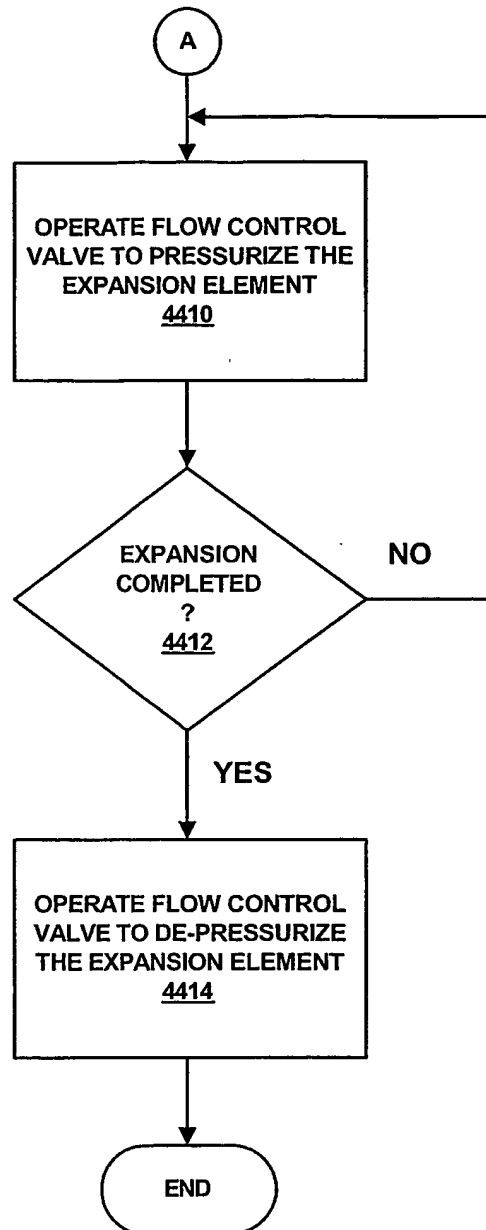 A
OPERATE FLOW CONTROL
VALVE TO PRESSURIZE THE
EXPANSION ELEMENT
4410
EXPANSION
COMPLETED
?
4412
NO
YES
OPERATE FLOW CONTROL
VALVE TO DE-PRESSURIZE
THE EXPANSION ELEMENT
4414
END